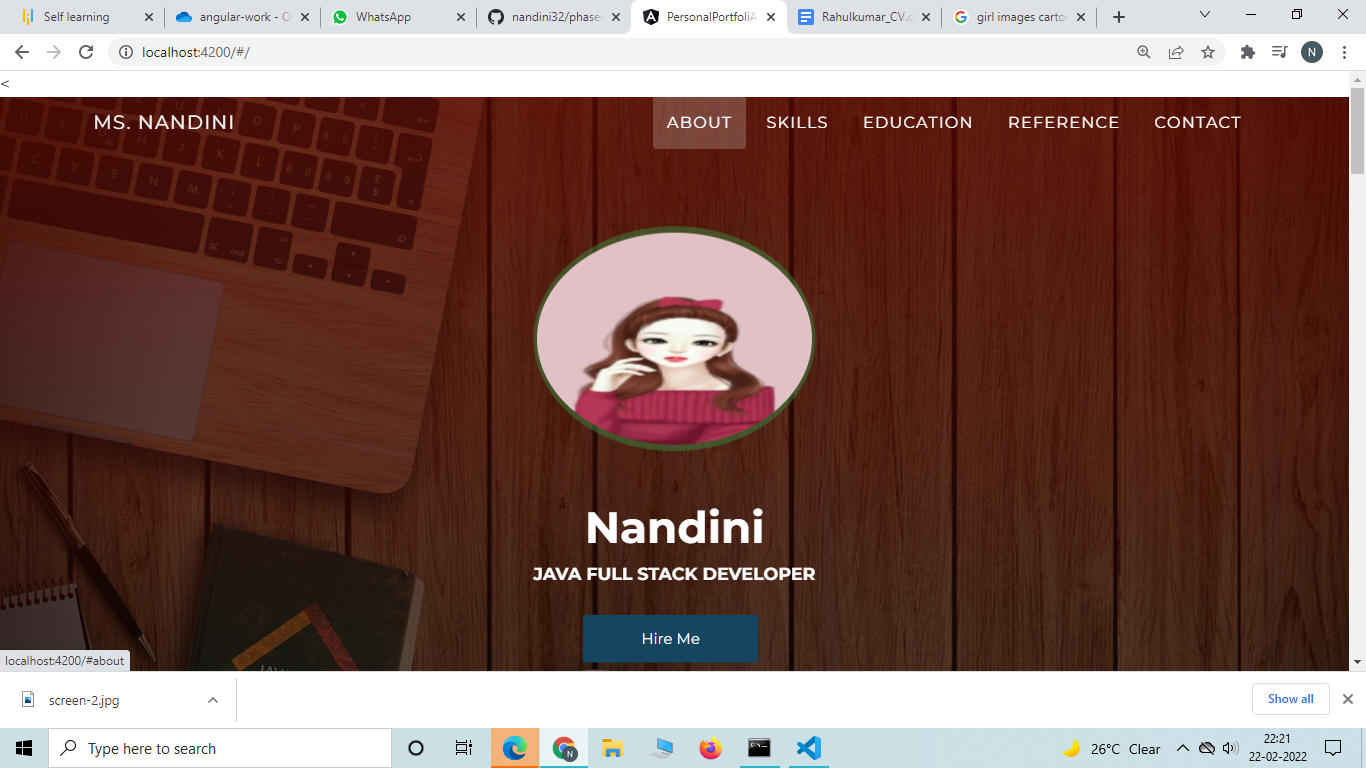 Self learning
angular-work - O
WhatsApp
nandini32/phase
PersonalPortfoliA
Rahulkumar_CV.d
girl images carto
localhost:4200/#/
N
<
MS. NANDINI
ABOUT
SKILLS
EDUCATION
REFERENCE
CONTACT
Nandini
JAVA FULL STACK DEVELOPER
Hire Me
localhost:4200/#about
screen-2.jpg
Show all
Type here to search
N
26°C Clear
22:21
22-02-2022